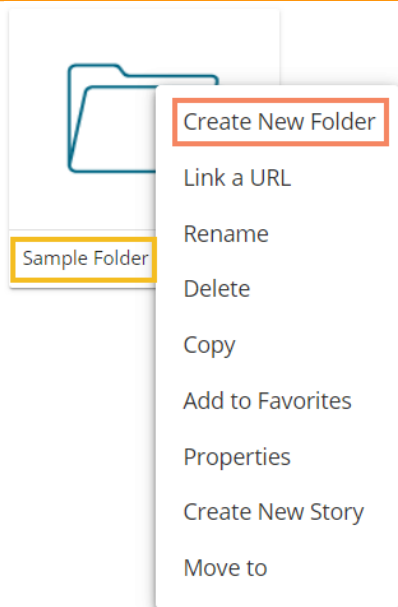 Create New Folder
Link a URL
Rename
Sample Folder
Delete
Copy
Add to Favorites
Properties
Create New Story
Move to